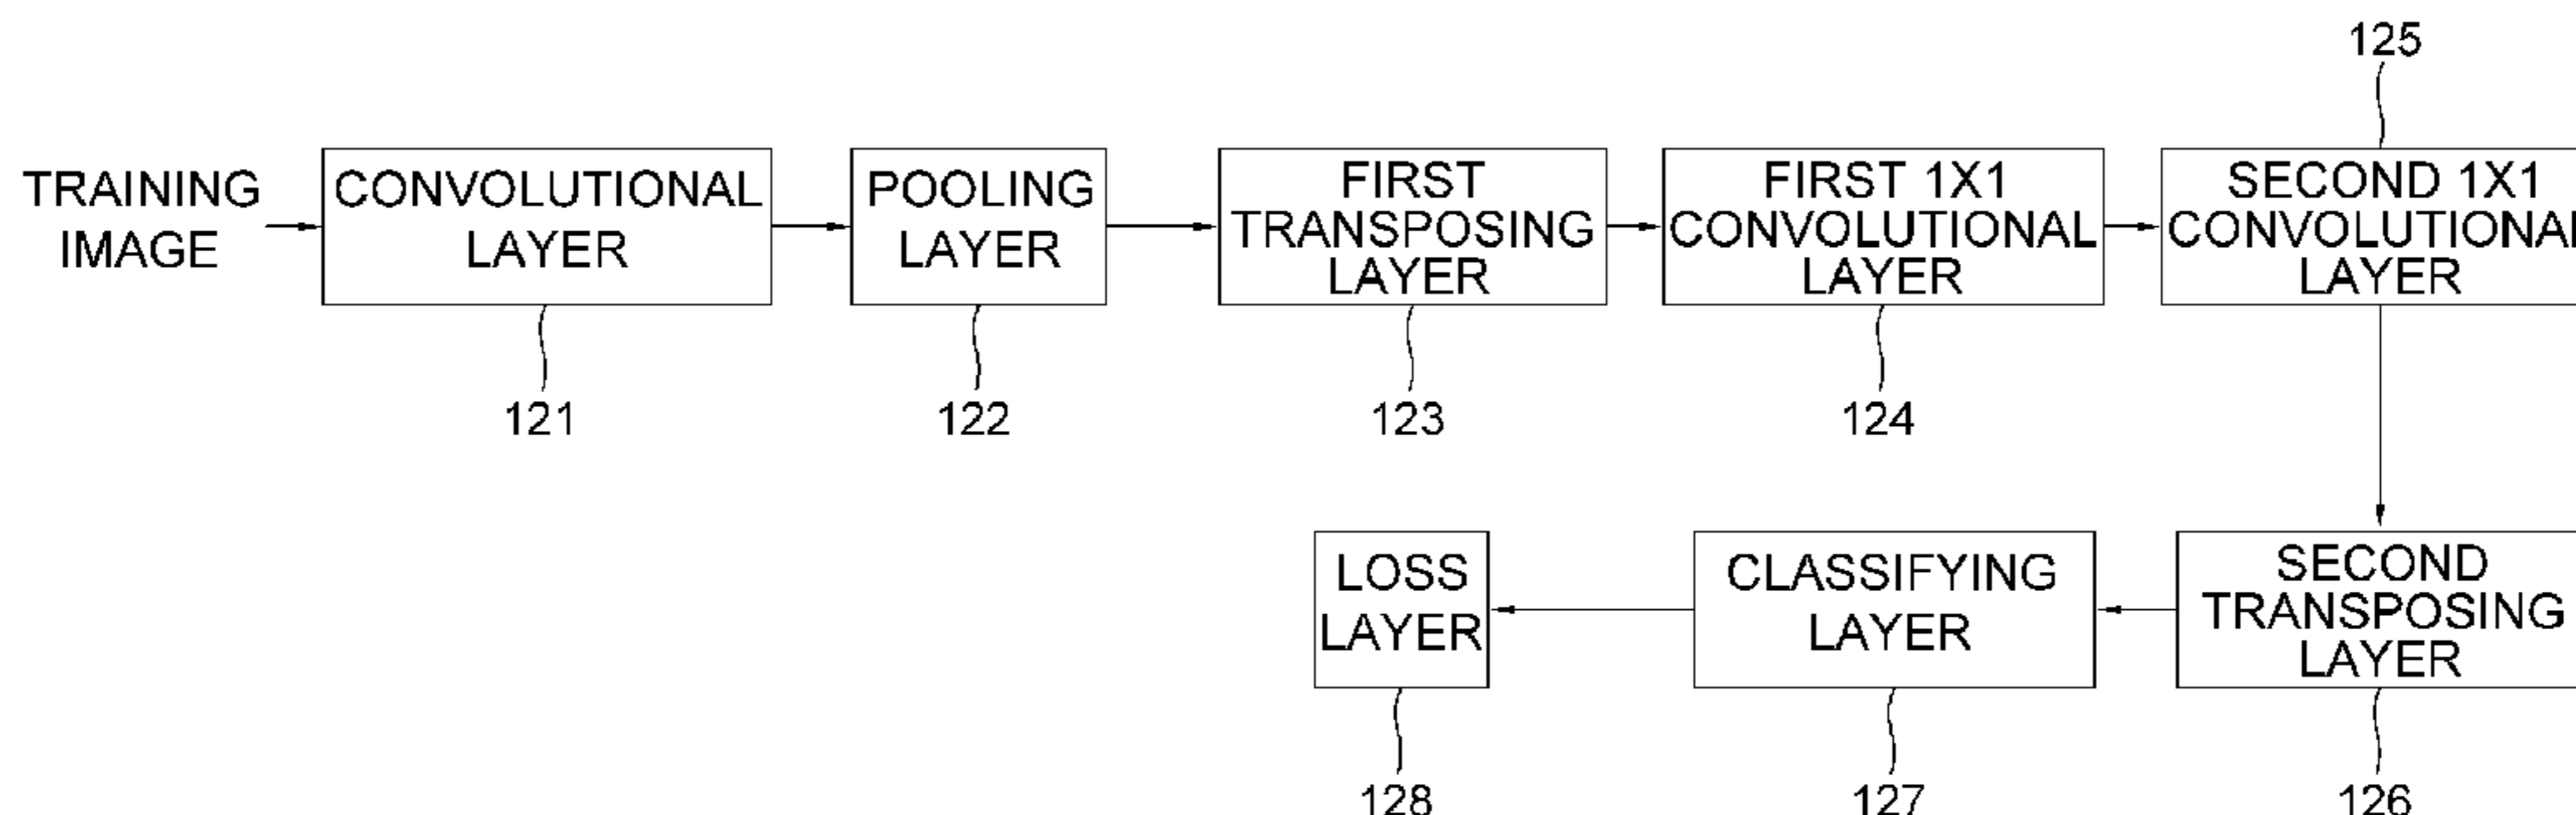 125
TRAINING
IMAGE
CONVOLUTIONAL
LAYER
POOLING
LAYER
FIRST
TRANSPOSING
LAYER
FIRST 1X1
CONVOLUTIONAL
LAYER
SECOND 1X1
CONVOLUTIONAL
LAYER
121
122
123
124
LOSS
LAYER
CLASSIFYING
LAYER
SECOND
TRANSPOSING
LAYER
128
127
126